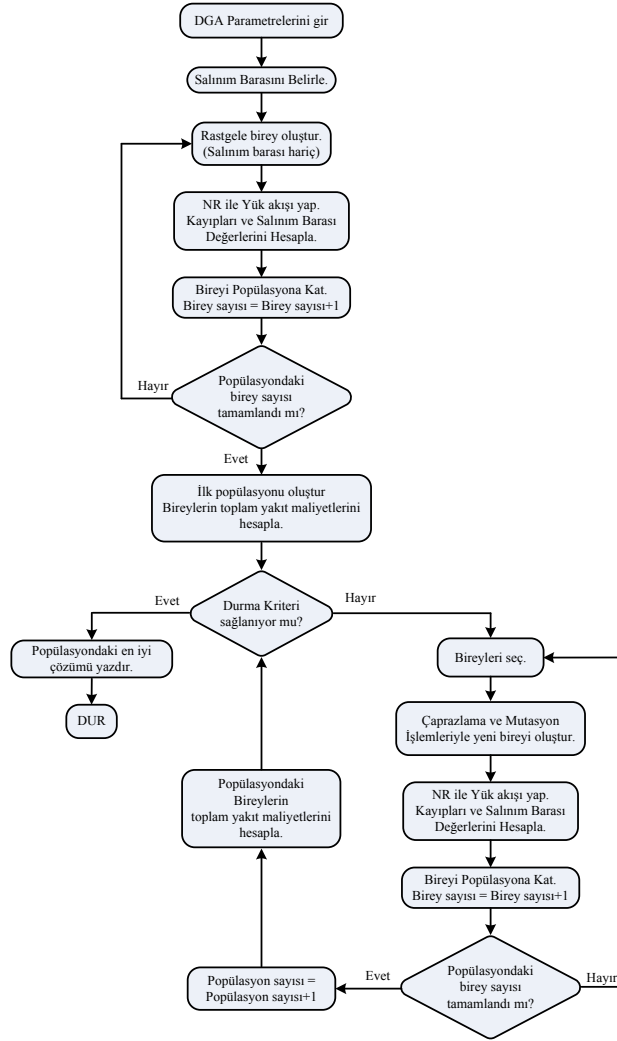 DGA Parametrelerini gir
Salınım Barasını Belirle.
Rastgele birey oluştur.
(Salınım barası hariç)
NR ile Yük akışı yap.
Kayıpları ve Salınım Barası
Değerlerini Hesapla.
Bireyi Popülasyona Kat.
Birey sayısı = Birey sayısı+1
Popülasyondaki
birey sayısı
tamamlandı mı?
Hayır
Evet
İlk popülasyonu oluştur
Bireylerin toplam yakıt maliyetlerini
hesapla.
Durma Kriteri
sağlanıyor mu?
Evet
Hayır
Popülasyondaki en iyi
çözümü yazdır.
DUR
Bireyleri seç.
Çaprazlama ve Mutasyon
İşlemleriyle yeni bireyi oluştur.
NR ile Yük akışı yap.
Kayıpları ve Salınım Barası
Değerlerini Hesapla.
Bireyi Popülasyona Kat.
Birey sayısı = Birey sayısı+1
Popülasyondaki
birey sayısı
tamamlandı mı?
Evet
Hayır
Popülasyon sayısı =
Popülasyon sayısı+1
Popülasyondaki
Bireylerin
toplam yakıt maliyetlerini
hesapla.